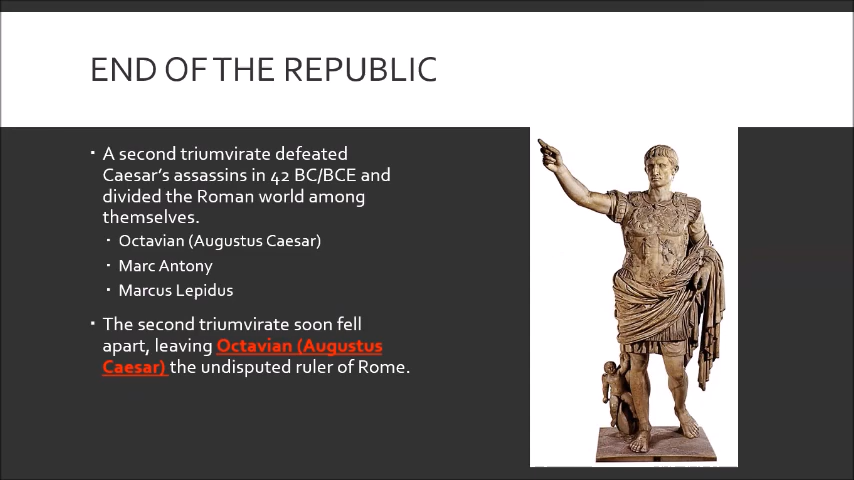 END OF THE REPUBLIC
▪ A second triumvirate defeated
Caesar's assassins in 42 BC/BCE and
divided the Roman world among
themselves.
▪ Octavian (Augustus Caesar)
▪ Marc Antony
▪ Marcus Lepidus
▪ The second triumvirate soon fell
apart, leaving Octavian (Augustus
Caesar) the undisputed ruler of Rome.